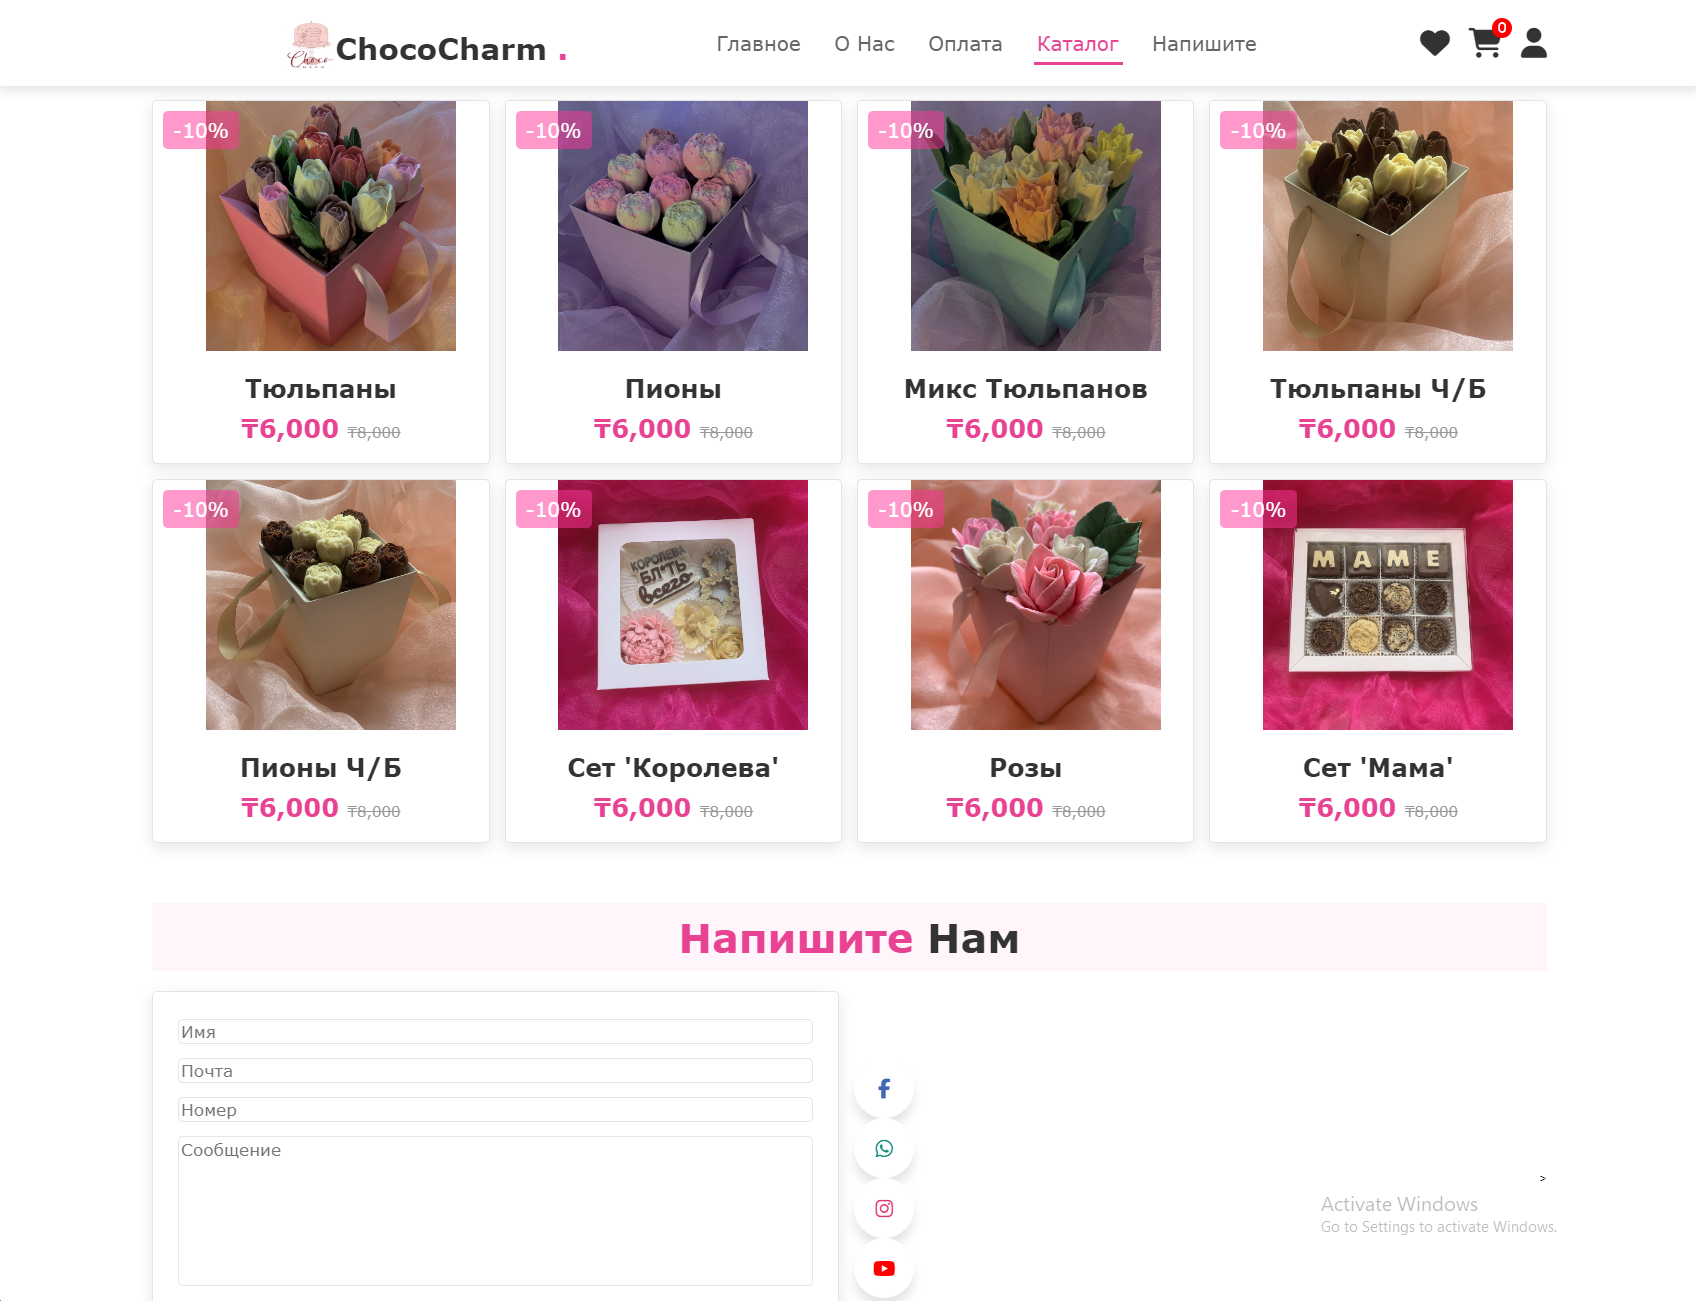 Choco
ChocoCharm .
Главное
О Нас
Оплата
Каталог
Напишите
0
-10%
-10%
-10%
-10%
Тюльпаны
Пионы
Микс Тюльпанов
Тюльпаны Ч/Б
₸6,000 ₸8,000
₸6,000 ₸8,000
₸6,000 ₸8,000
₸6,000 ₸8,000
-10%
-10%
-10%
-10%
КОРОЛЕВА
БЛ*ТЬ
всего
МАМЕ
Пионы Ч/Б
Сет 'Королева'
Розы
Сет 'Мама'
₸6,000 ₸8,000
₸6,000 ₸8,000
₸6,000 ₸8,000
₸6,000 ₸8,000
Напишите Нам
Имя
Почта
Номер
Сообщение
>
Activate Windows
Go to Settings to activate Windows.